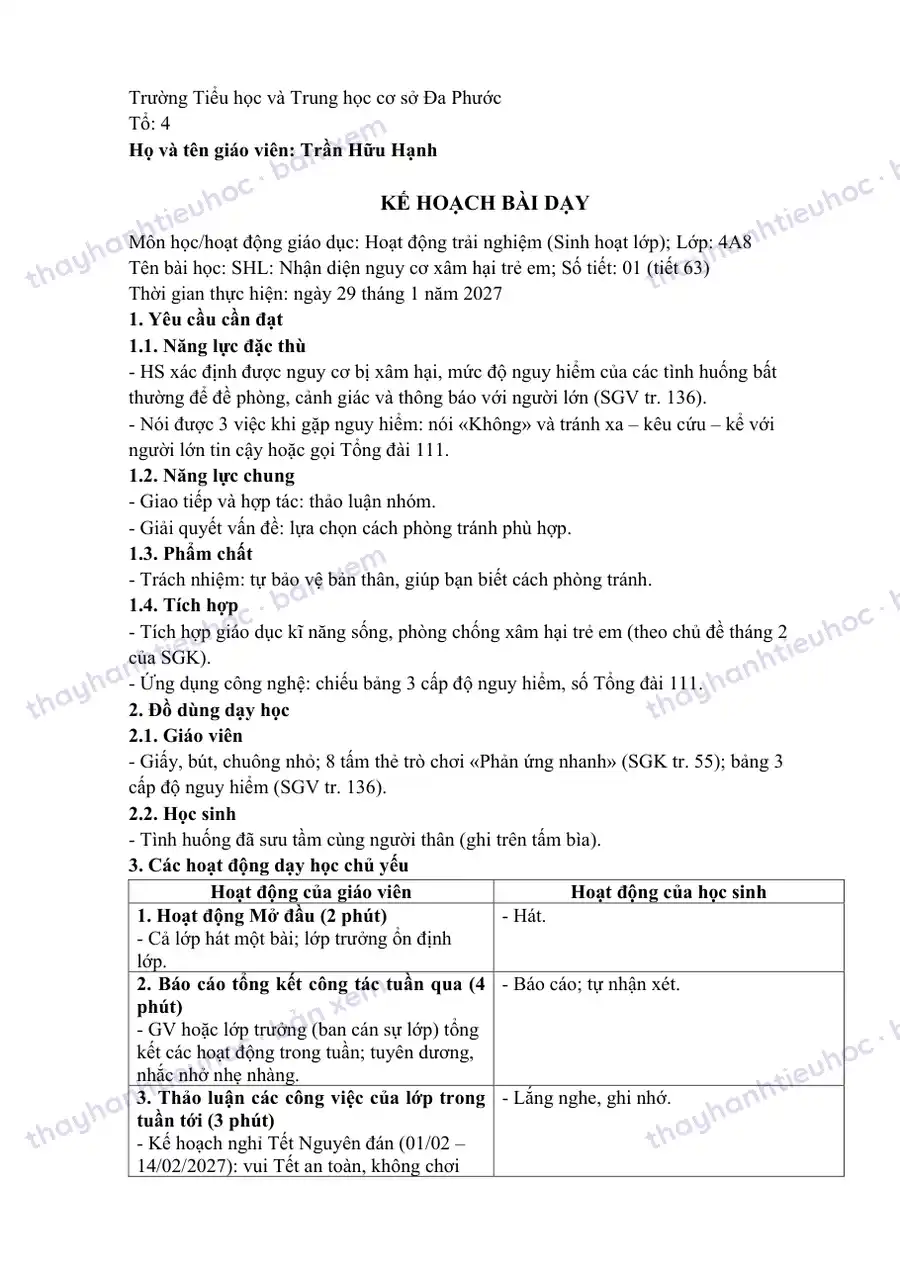 Trường Tiểu học và Trung học cơ sở Đa Phước
Tổ: 4
Họ và tên giáo viên: Trần Hữu Hạnh
KẾ HOẠCH BÀI DẠY
Môn học/hoạt động giáo dục: Hoạt động trải nghiệm (Sinh hoạt lớp); Lớp: 4A8
Tên bài học: SHL: Nhận diện nguy cơ xâm hại trẻ em; Số tiết: 01 (tiết 63)
Thời gian thực hiện: ngày 29 tháng 1 năm 2027
1. Yêu cầu cần đạt
1.1. Năng lực đặc thù
- HS xác định được nguy cơ bị xâm hại, mức độ nguy hiểm của các tình huống bất
thường để đề phòng, cảnh giác và thông báo với người lớn (SGV tr. 136).
- Nói được 3 việc khi gặp nguy hiểm: nói «Không» và tránh xa – kêu cứu – kể với
người lớn tin cậy hoặc gọi Tổng đài 111.
1.2. Năng lực chung
- Giao tiếp và hợp tác: thảo luận nhóm.
- Giải quyết vấn đề: lựa chọn cách phòng tránh phù hợp.
1.3. Phẩm chất
- Trách nhiệm: tự bảo vệ bản thân, giúp bạn biết cách phòng tránh.
1.4. Tích hợp
- Tích hợp giáo dục kĩ năng sống, phòng chống xâm hại trẻ em (theo chủ đề tháng 2
của SGK).
- Ứng dụng công nghệ: chiếu bảng 3 cấp độ nguy hiểm, số Tổng đài 111.
2. Đồ dùng dạy học
2.1. Giáo viên
- Giấy, bút, chuông nhỏ; 8 tấm thẻ trò chơi «Phản ứng nhanh» (SGK tr. 55); bảng 3
cấp độ nguy hiểm (SGV tr. 136).
2.2. Học sinh
- Tình huống đã sưu tầm cùng người thân (ghi trên tấm bìa).
3. Các hoạt động dạy học chủ yếu
Hoạt động của giáo viên
Hoạt động của học sinh
1. Hoạt động Mở đầu (2 phút)
- Cả lớp hát một bài; lớp trưởng ổn định
lớp.
- Hát.
2. Báo cáo tổng kết công tác tuần qua (4
phút)
- GV hoặc lớp trưởng (ban cán sự lớp) tổng
kết các hoạt động trong tuần; tuyên dương,
nhắc nhở nhẹ nhàng.
- Báo cáo; tự nhận xét.
3. Thảo luận các công việc của lớp trong
tuần tới (3 phút)
- Kế hoạch nghỉ Tết Nguyên đán (01/02 –
14/02/2027): vui Tết an toàn, không chơi
- Lắng nghe, ghi nhớ.
thayhanhtieuhoc · bản xem
thayhanhtieuhoc · b
thayhanhtieuhoc · bản xem
thayhanhtieuhoc · b
thayhanhtieuhoc · bản xem
thayhanhtieuhoc · b